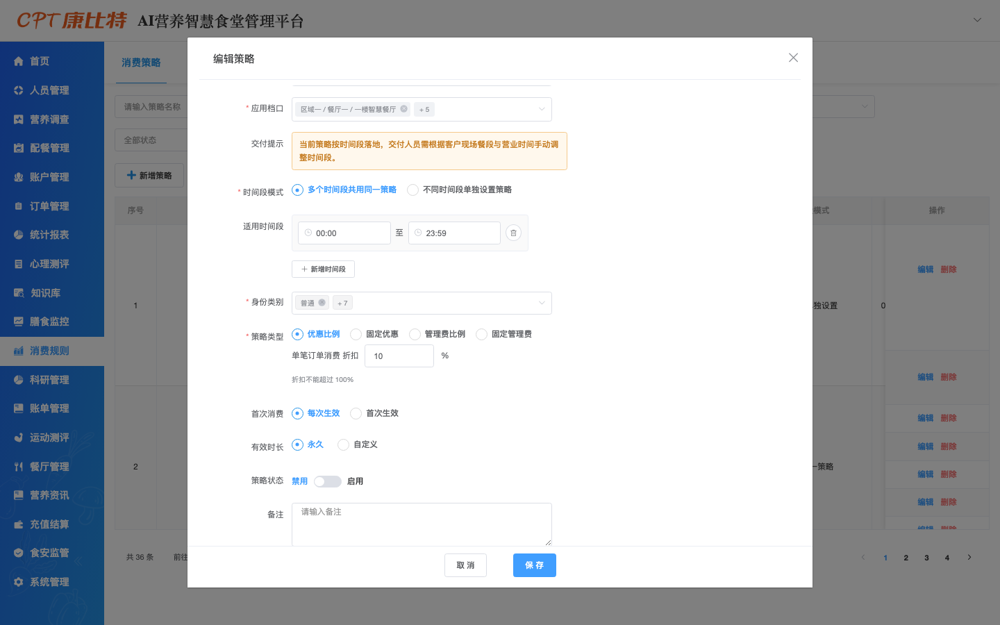 CPT 康比特 AI营养智慧食堂管理平台
首页
人员管理
营养调查
配餐管理
账户管理
订单管理
统计报表
心理测评
知识库
膳食监控
消费规则
科研管理
账单管理
运动测评
餐厅管理
营养资讯
充值结算
食安监管
系统管理
消费策略
请输入策略名称
全部状态
新增策略
序号
1
2
共 36 条
前往
编辑策略
* 应用档口 区域一 / 餐厅一 / 一楼智慧餐厅 + 5
交付提示 当前策略按时间段落地，交付人员需根据客户现场餐段与营业时间手动调
整时间段。
* 时间段模式 多个时间段共用同一策略 不同时间段单独设置策略
适用时间段 00:00 至 23:59
新增时间段
* 身份类别 普通 + 7
* 策略类型 优惠比例 固定优惠 管理费比例 固定管理费
单笔订单消费 折扣 10 %
折扣不能超过 100%
首次消费 每次生效 首次生效
有效时长 永久 自定义
策略状态 禁用 启用
备注 请输入备注
取 消 保 存
模式 操作
编辑 删除
独设置 0
编辑 删除
编辑 删除
编辑 删除
一策略
编辑 删除
编辑 删除
编辑 删除
1 2 3 4